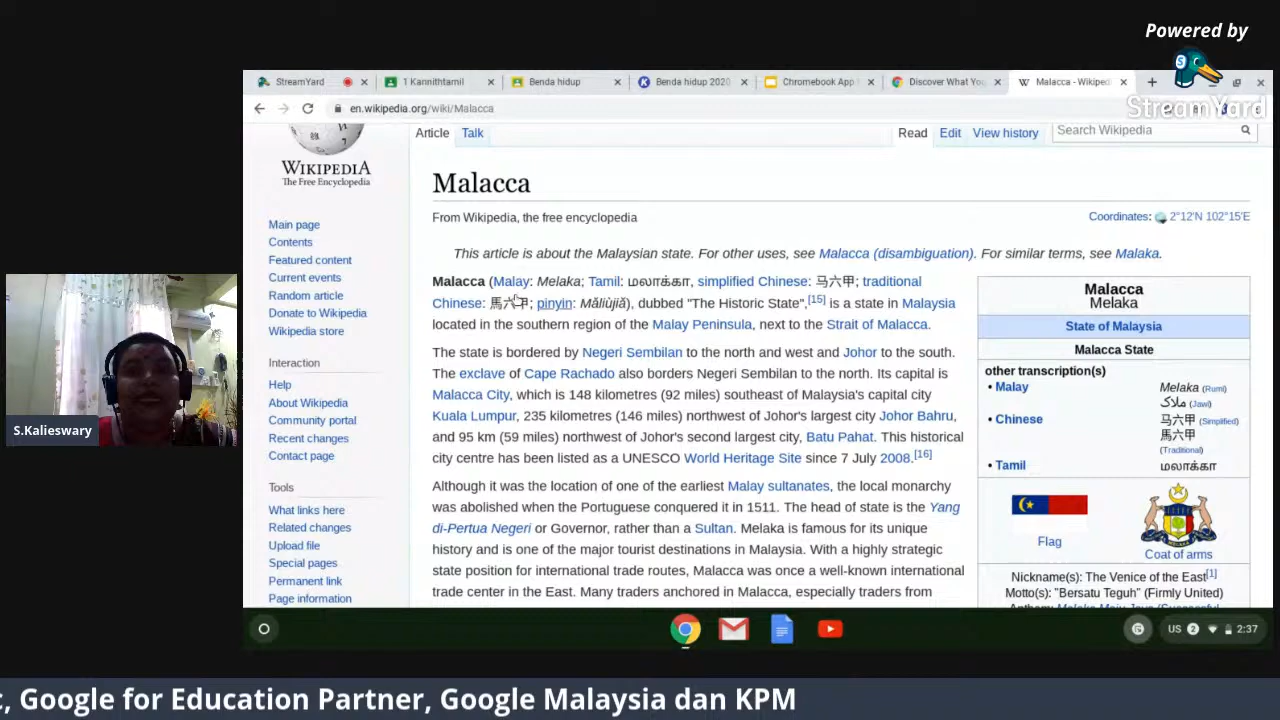 Powered by
StreamYard
StreamYard
1 Kannithtamil
Benda hidup
Benda hidup 2020
Chromebook App
Discover What You
Malacca - Wikiped
en.wikipedia.org/wiki/Malacca
WIKIPEDIA
The Free Encyclopedia
Article
Talk
Read
Edit
View history
Search Wikipedia
Main page
Contents
Featured content
Current events
Random article
Donate to Wikipedia
Wikipedia store
Interaction
Help
About Wikipedia
Community portal
Recent changes
Contact page
Tools
What links here
Related changes
Upload file
Special pages
Permanent link
Page information
Malacca
From Wikipedia, the free encyclopedia
Coordinates: 2°12′N 102°15′E
This article is about the Malaysian state. For other uses, see Malacca (disambiguation). For similar terms, see Malaka.
Malacca (Malay: Melaka; Tamil: மலாக்கா, simplified Chinese: 马六甲; traditional
Chinese: 馬六甲; pinyin: Mǎliùjiǎ), dubbed "The Historic State",[15] is a state in Malaysia
located in the southern region of the Malay Peninsula, next to the Strait of Malacca.
The state is bordered by Negeri Sembilan to the north and west and Johor to the south.
The exclave of Cape Rachado also borders Negeri Sembilan to the north. Its capital is
Malacca City, which is 148 kilometres (92 miles) southeast of Malaysia's capital city
Kuala Lumpur, 235 kilometres (146 miles) northwest of Johor's largest city Johor Bahru,
and 95 km (59 miles) northwest of Johor's second largest city, Batu Pahat. This historical
city centre has been listed as a UNESCO World Heritage Site since 7 July 2008.[16]
Although it was the location of one of the earliest Malay sultanates, the local monarchy
was abolished when the Portuguese conquered it in 1511. The head of state is the Yang
di-Pertua Negeri or Governor, rather than a Sultan. Melaka is famous for its unique
history and is one of the major tourist destinations in Malaysia. With a highly strategic
state position for international trade routes, Malacca was once a well-known international
trade center in the East. Many traders anchored in Malacca, especially traders from
Malacca
Melaka
State of Malaysia
Malacca State
other transcription(s)
• Malay
Melaka (Rumi)
ملاك (Jawi)
• Chinese
马六甲 (Simplified)
馬六甲
(Traditional)
• Tamil
மலாக்கா
Flag
Coat of arms
Nickname(s): The Venice of the East[1]
Motto(s): "Bersatu Teguh" (Firmly United)
Anthem: Melaka Maju Jaya (Successful
US 2 2:37
S.Kalieswary
c, Google for Education Partner, Google Malaysia dan KPM